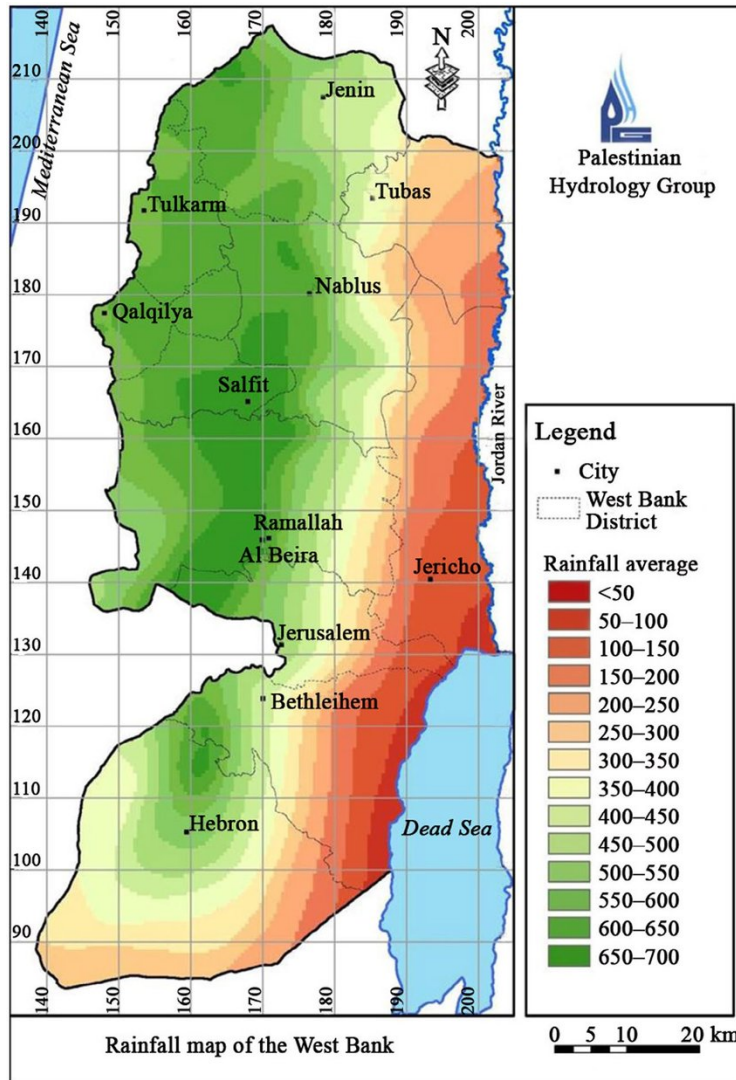 140
150
160
170
180
190
200
Mediterranean Sea
N
210
Jenin
200
Tubas
Tulkarm
190
Nablus
180
Qalqilya
170
Salfit
160
Jordan River
150
Ramallah
Al Beira
Jericho
140
Jerusalem
130
Bethleihem
120
110
Hebron
Dead Sea
100
90
140
150
160
170
180
190
200
Rainfall map of the West Bank
PHG
Palestinian
Hydrology Group
Legend
City
West Bank
District
Rainfall average
<50
50–100
100–150
150–200
200–250
250–300
300–350
350–400
400–450
450–500
500–550
550–600
600–650
650–700
0 5 10 20 km